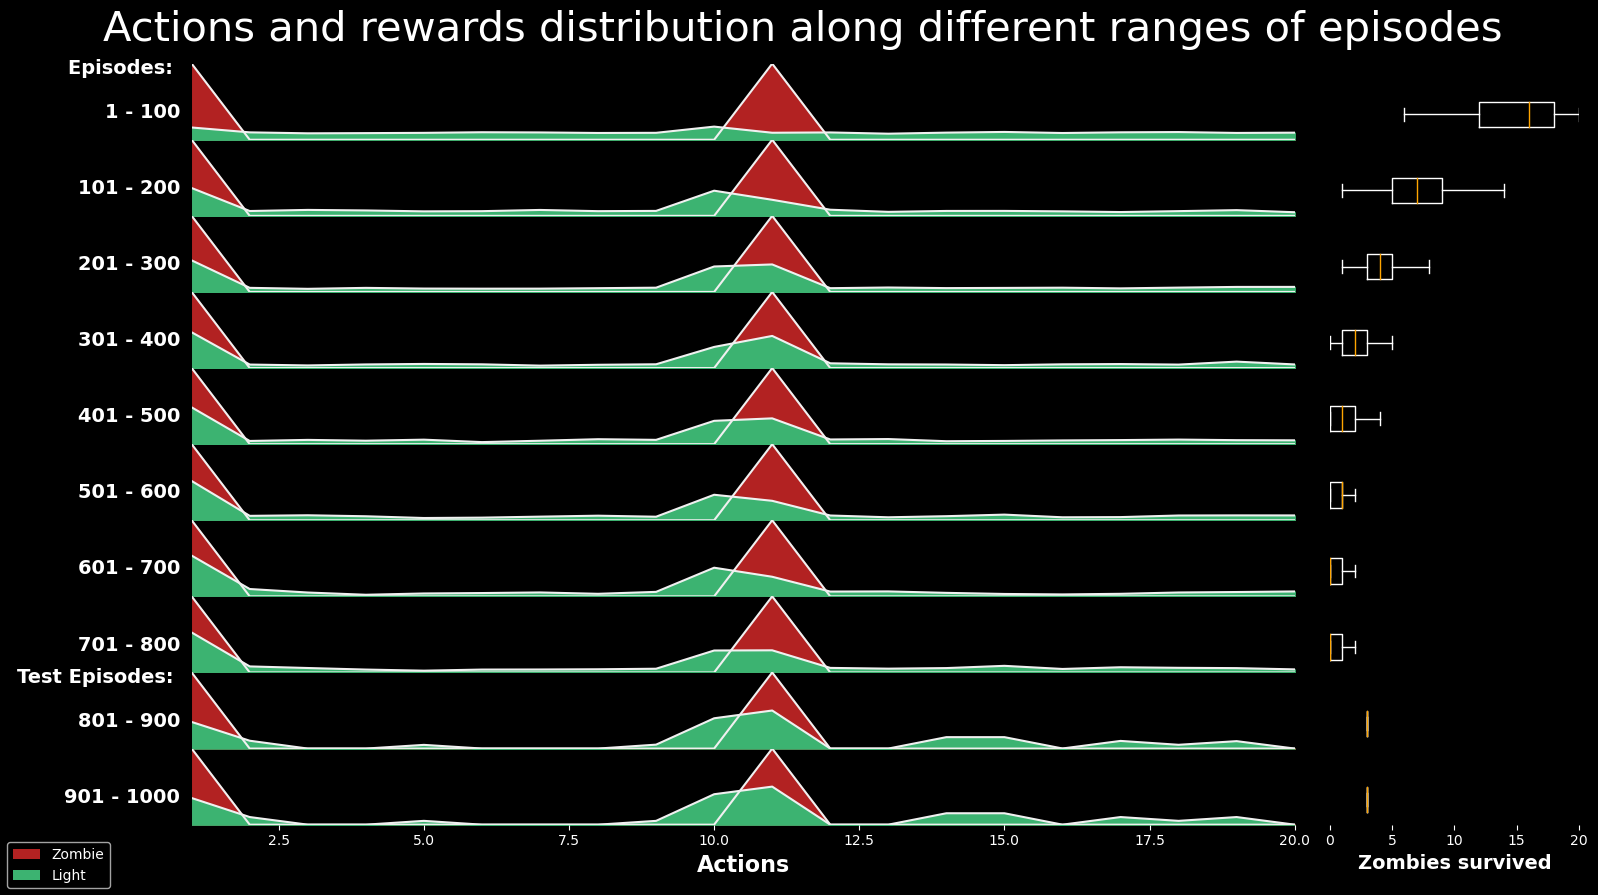 Actions and rewards distribution along different ranges of episodes
Episodes:
1 - 100
101 - 200
201 - 300
301 - 400
401 - 500
501 - 600
601 - 700
701 - 800
Test Episodes:
801 - 900
901 - 1000
2.5 5.0 7.5 10.0 12.5 15.0 17.5 20.0
Actions
0 5 10 15 20
Zombies survived
Zombie
Light